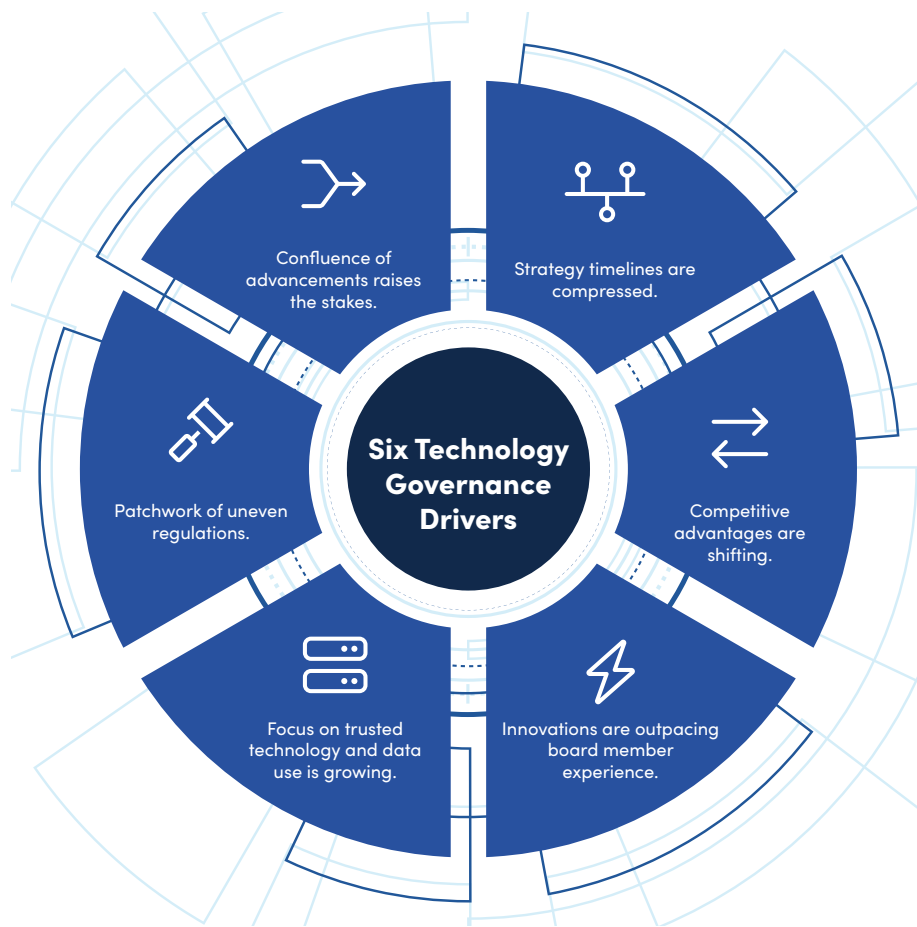 Confluence of
advancements raises
the stakes.
Strategy timelines are
compressed.
Six Technology
Governance
Drivers
Patchwork of uneven
regulations.
Competitive
advantages are
shifting.
Focus on trusted
technology and data
use is growing.
Innovations are outpacing
board member
experience.